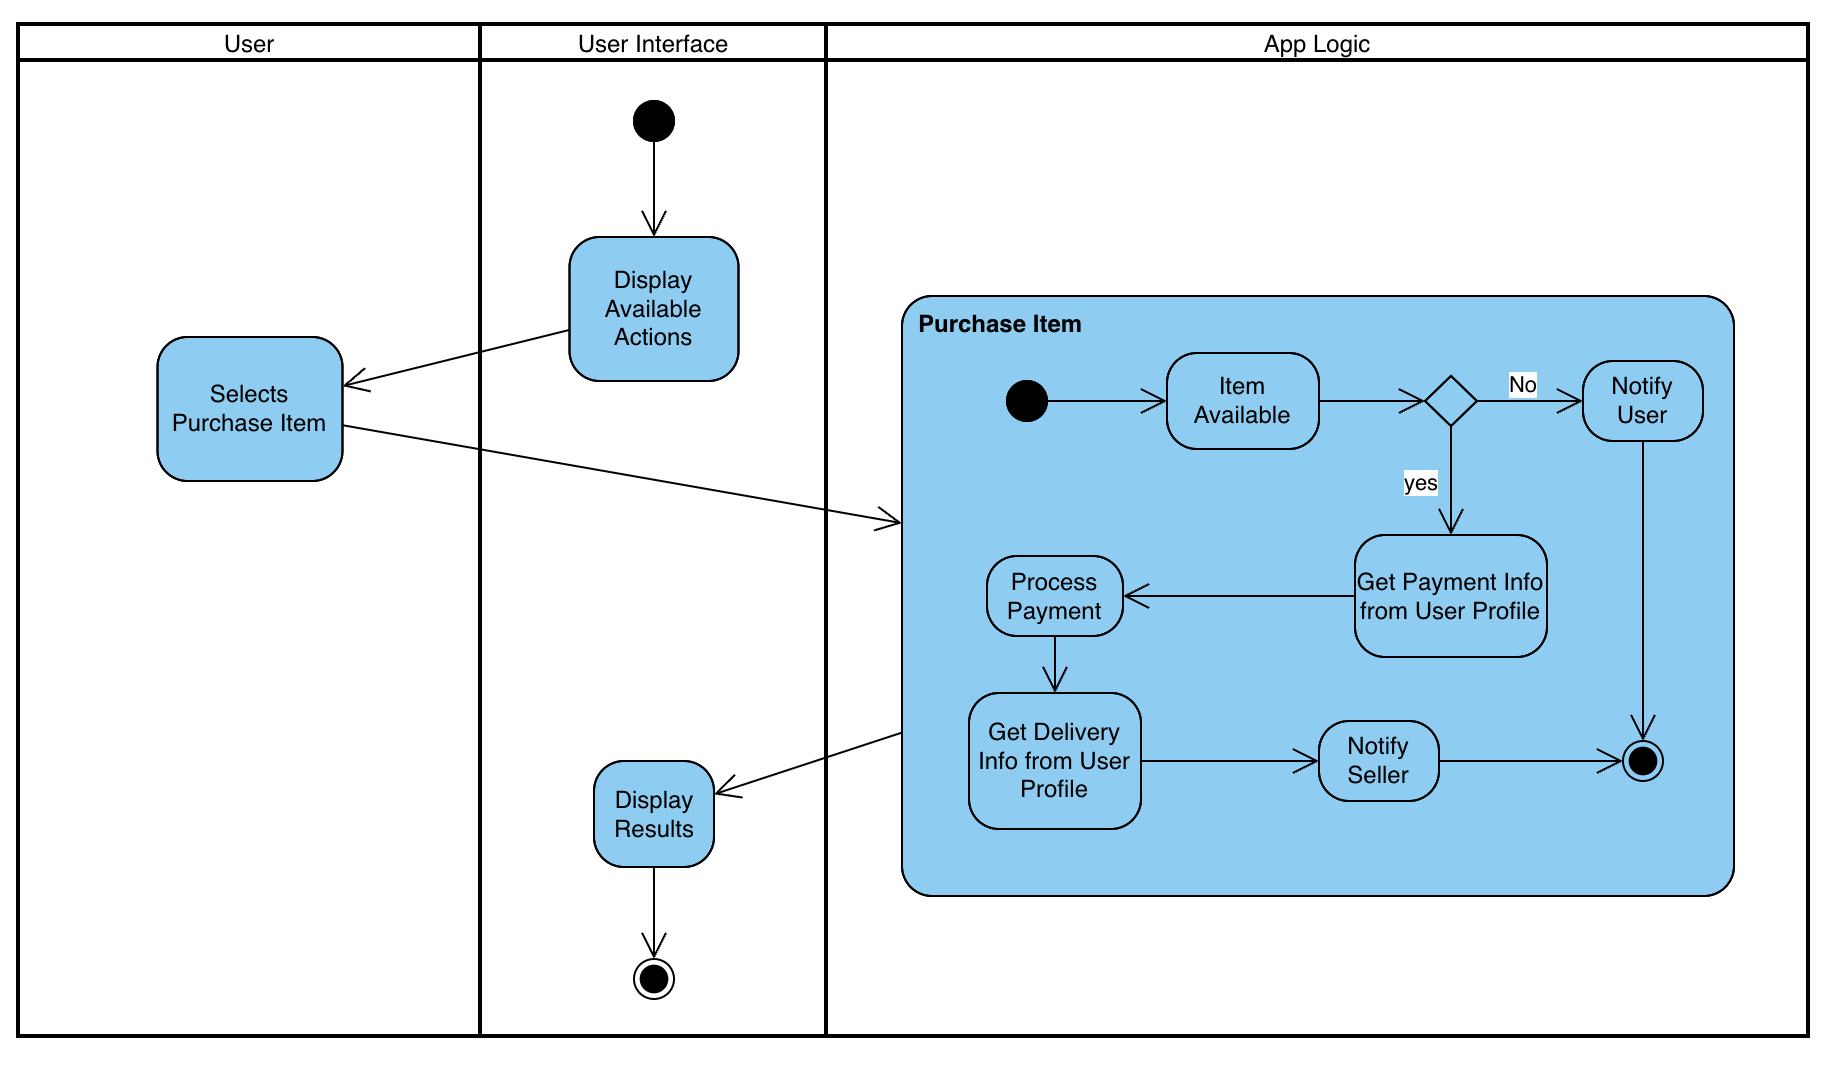 User
User Interface
App Logic
Display
Available
Actions
Selects
Purchase Item
Purchase Item
Item
Available
No
Notify
User
yes
Get Payment Info
from User Profile
Process
Payment
Get Delivery
Info from User
Profile
Notify
Seller
Display
Results